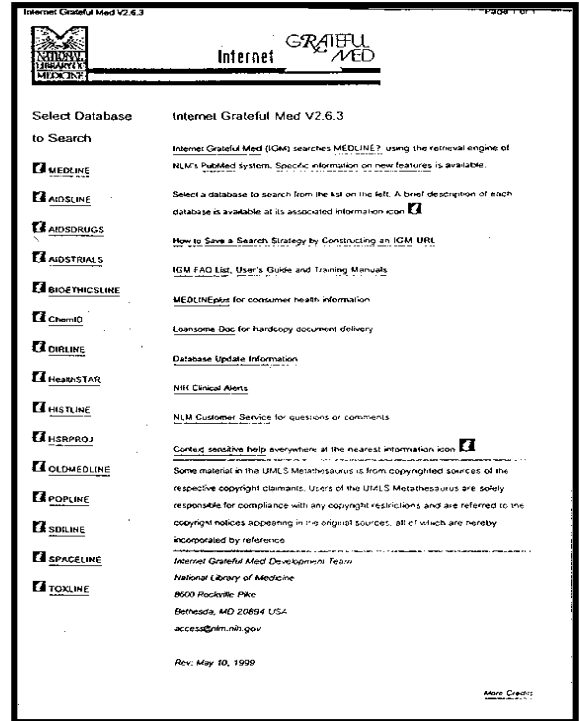 Internet Grateful Med V2.6.3
Page 1 of 1
NATIONAL
LIBRARY OF
MEDICINE
Internet
GRATEFUL
MED
Select Database
to Search
MEDLINE
AIDSLINE
AIDSDRUGS
AIDSTRIALS
BIOETHICSLINE
ChemID
DIRLINE
HealthSTAR
HISTLINE
HSRPROJ
OLDMEDLINE
POPLINE
SDILINE
SPACELINE
TOXLINE
Internet Grateful Med V2.6.3
Internet Grateful Med (IGM) searches MEDLINE? using the retrieval engine of
NLM's PubMed system. Specific information on new features is available.
Select a database to search from the list on the left. A brief description of each
database is available at its associated information icon
How to Save a Search Strategy by Constructing an IGM URL
IGM FAQ List, User's Guide and Training Manuals
MEDLINEplus for consumer health information
Loansome Doc for hardcopy document delivery
Database Update Information
NIH Clinical Alerts
NLM Customer Service for questions or comments
Context sensitive help everywhere at the nearest information icon
Some material in the UMLS Metathesaurus is from copyrighted sources of the
respective copyright claimants. Users of the UMLS Metathesaurus are solely
responsible for compliance with any copyright restrictions and are referred to the
copyright notices appearing in the original sources, all of which are hereby
incorporated by reference
Internet Grateful Med Development Team
National Library of Medicine
8600 Rockville Pike
Bethesda, MD 20894 USA
access@nlm.nih.gov
Rev: May 10, 1999
More Credits